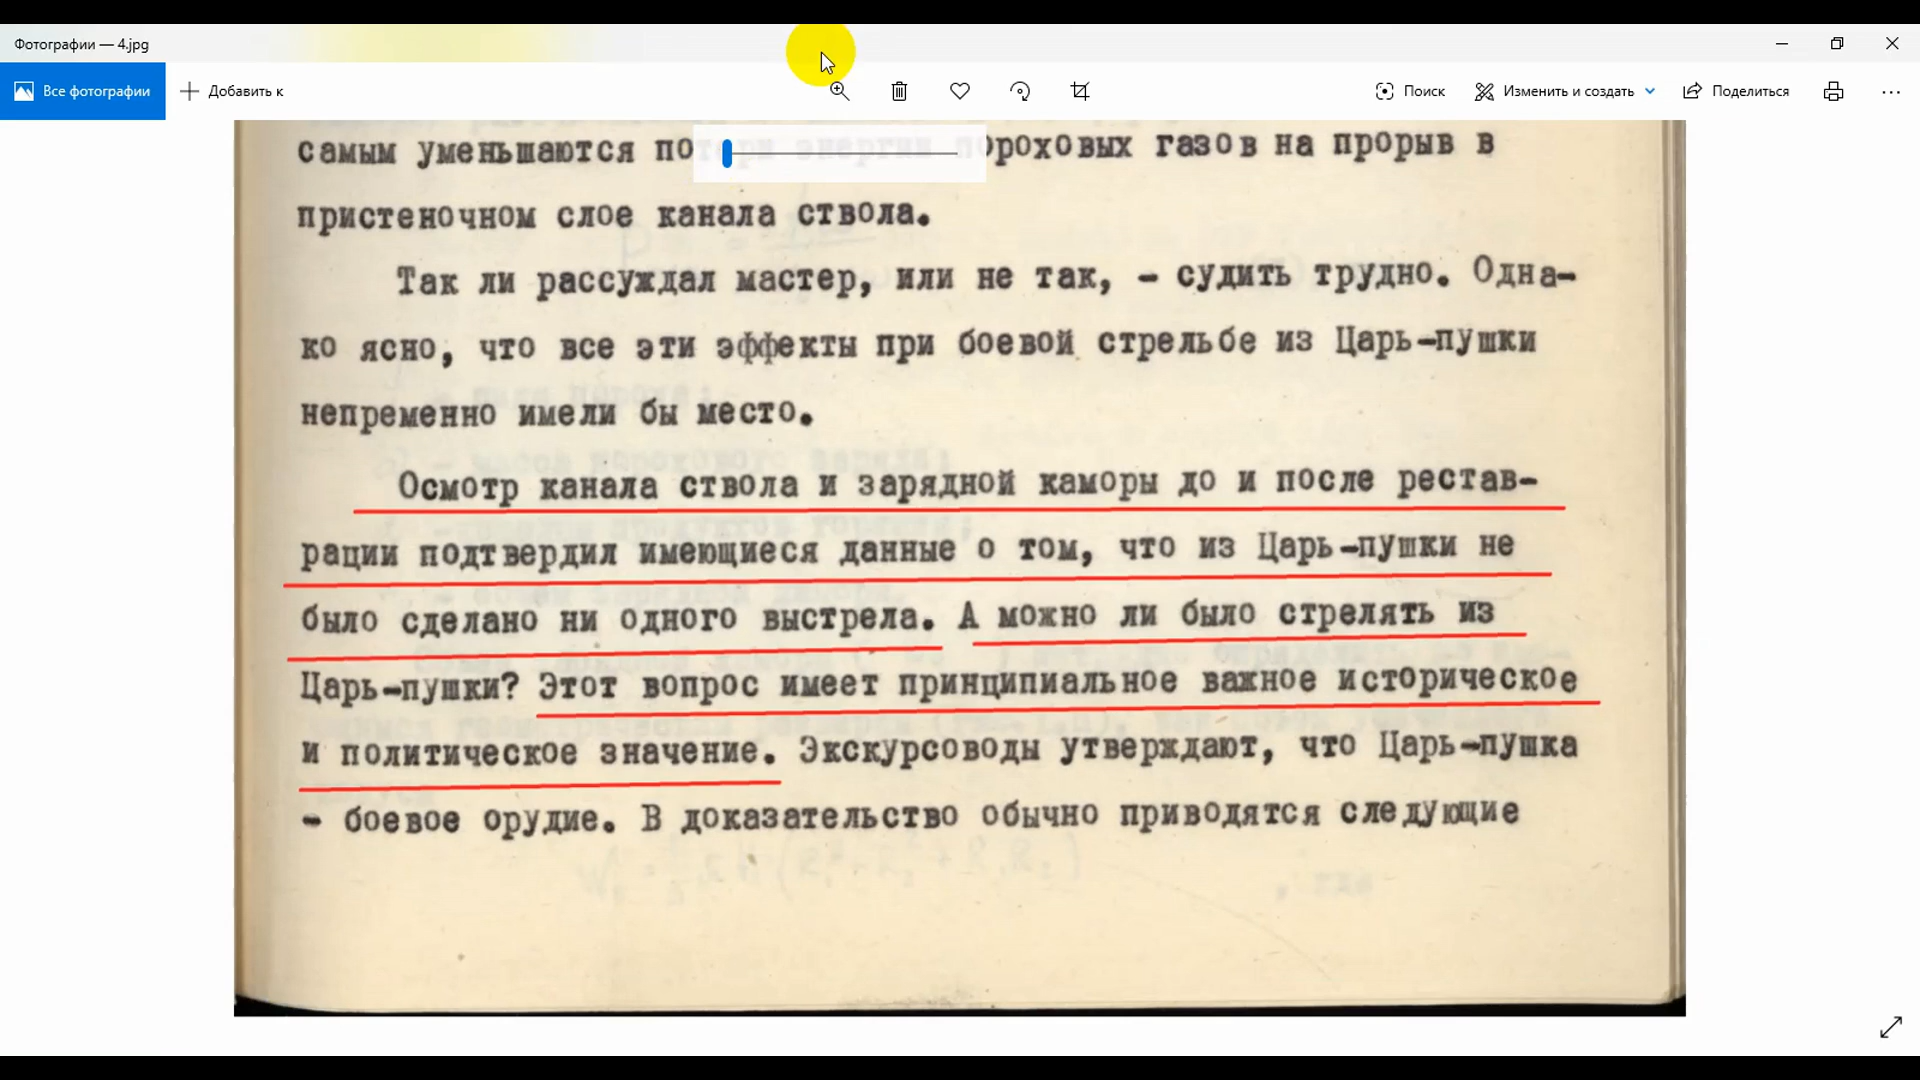 Фотографии — 4.jpg
Все фотографии
Добавить к
Поиск
Изменить и создать
Поделиться
самым уменьшаются потери энергии пороховых газов на прорыв в
пристеночном слое канала ствола.
Так ли рассуждал мастер, или не так, - судить трудно. Одна-
ко ясно, что все эти эффекты при боевой стрельбе из Царь-пушки
непременно имели бы место.
Осмотр канала ствола и зарядной каморы до и после рестав-
рации подтвердил имеющиеся данные о том, что из Царь-пушки не
было сделано ни одного выстрела. А можно ли было стрелять из
Царь-пушки? Этот вопрос имеет принципиальное важное историческое
и политическое значение. Экскурсоводы утверждают, что Царь-пушка
- боевое орудие. В доказательство обычно приводятся следующие